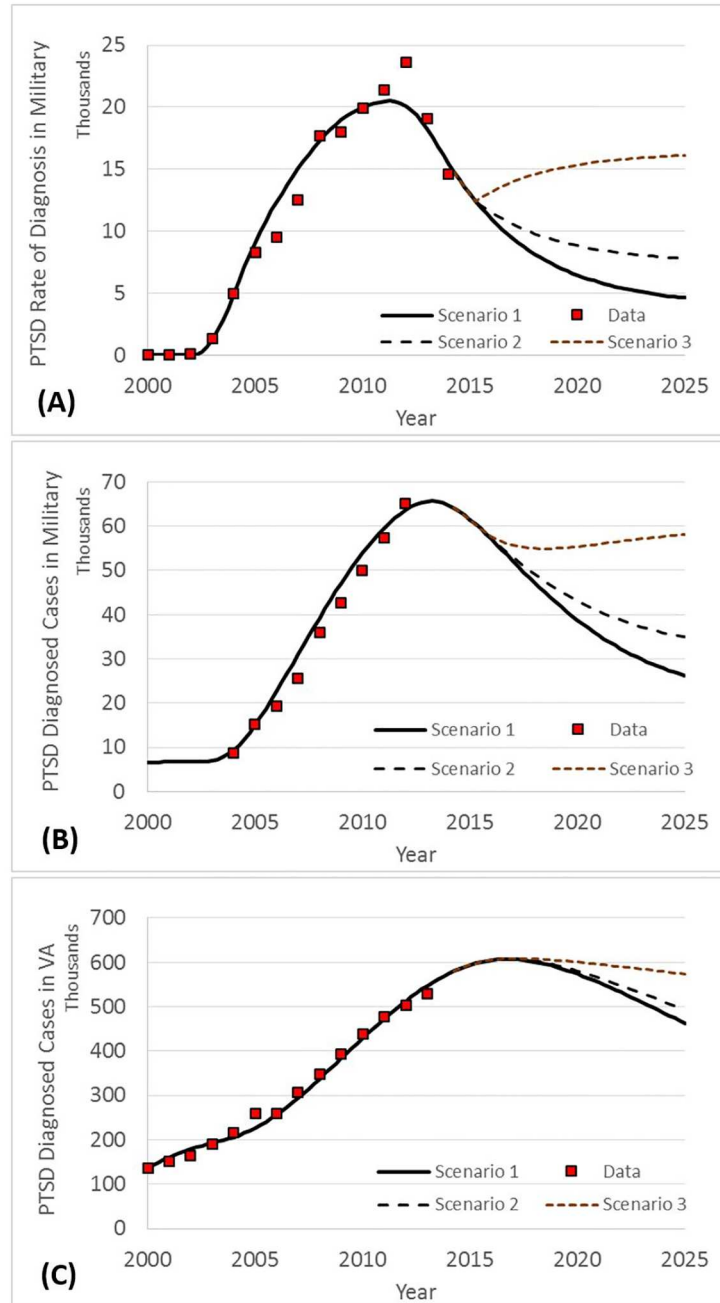 PTSD Rate of Diagnosis in Military
Thousands
25
20
15
10
5
0
Scenario 1
Data
Scenario 2
Scenario 3
2000 2005 2010 2015 2020 2025
(A)
Year
PTSD Diagnosed Cases in Military
Thousands
70
60
50
40
30
20
10
0
Scenario 1
Data
Scenario 2
Scenario 3
2000 2005 2010 2015 2020 2025
(B)
Year
PTSD Diagnosed Cases in VA
Thousands
700
600
500
400
300
200
100
0
Scenario 1
Data
Scenario 2
Scenario 3
2000 2005 2010 2015 2020 2025
(C)
Year